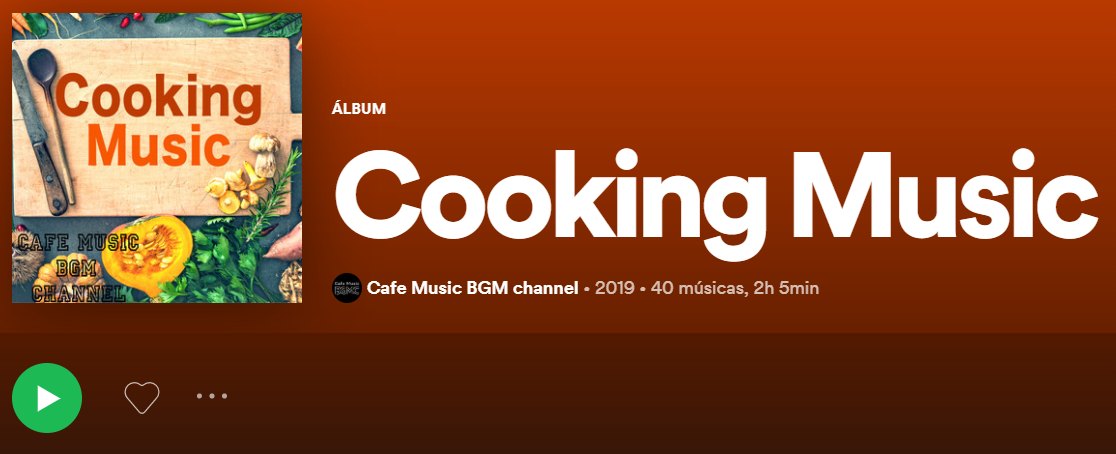 Cooking
Music
CAFE MUSIC
BGM
CHANNEL
ÁLBUM
Cooking Music
Cafe Music BGM channel • 2019 • 40 músicas, 2h 5min